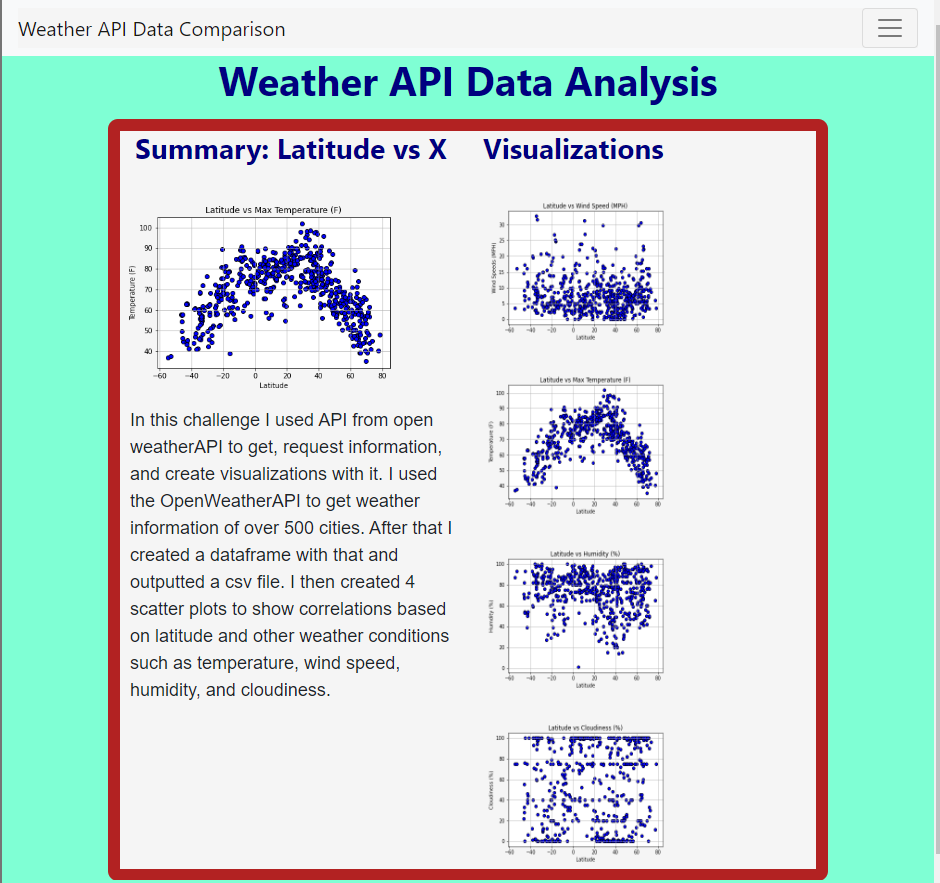 Weather API Data Comparison
Weather API Data Analysis
Summary: Latitude vs X
Latitude vs Max Temperature (F)
Temperature (F)
100
90
80
70
60
50
40
−60 −40 −20 0 20 40 60 80
Latitude
In this challenge I used API from open
weatherAPI to get, request information,
and create visualizations with it. I used
the OpenWeatherAPI to get weather
information of over 500 cities. After that I
created a dataframe with that and
outputted a csv file. I then created 4
scatter plots to show correlations based
on latitude and other weather conditions
such as temperature, wind speed,
humidity, and cloudiness.
Visualizations
Latitude vs Wind Speed (MPH)
Wind Speeds (MPH)
30
25
20
15
10
5
0
−60 −40 −20 0 20 40 60 80
Latitude
Latitude vs Max Temperature (F)
Temperature (F)
100
90
80
70
60
50
40
−60 −40 −20 0 20 40 60 80
Latitude
Latitude vs Humidity (%)
Humidity (%)
100
80
60
40
20
0
−60 −40 −20 0 20 40 60 80
Latitude
Latitude vs Cloudiness (%)
Cloudiness (%)
100
80
60
40
20
0
−60 −40 −20 0 20 40 60 80
Latitude